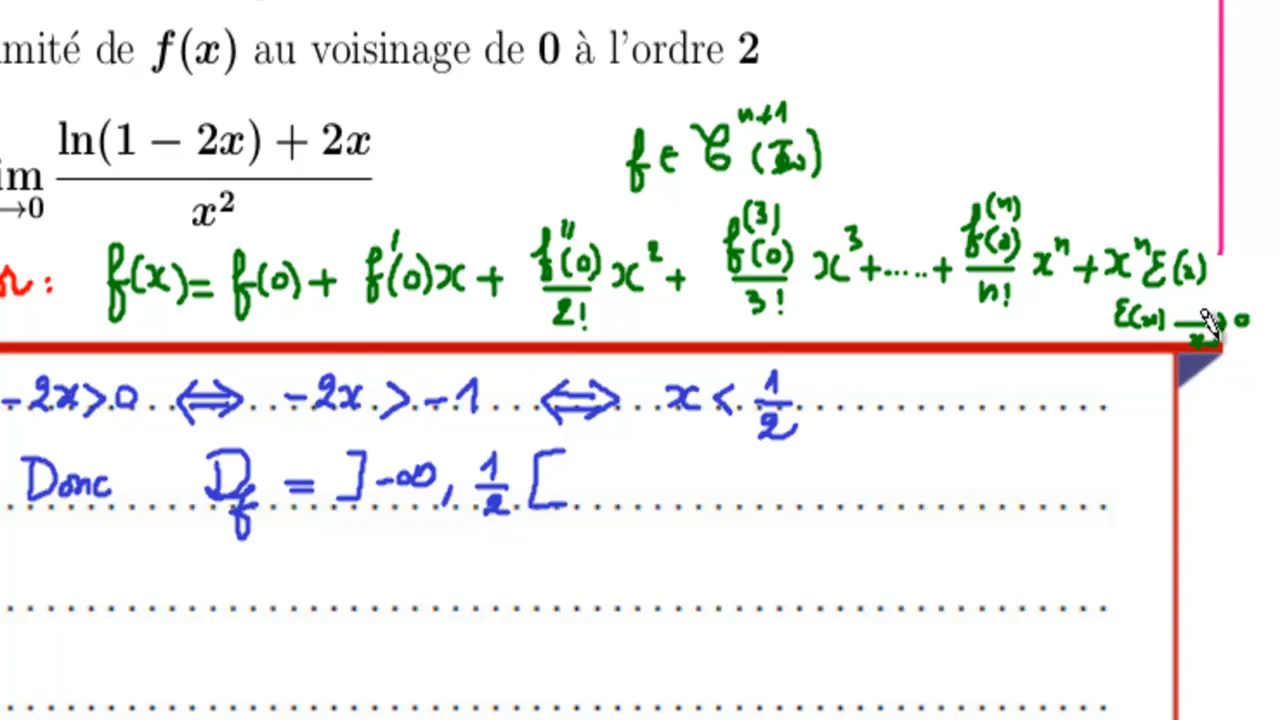 mité de f(x) au voisinage de 0 à l'ordre 2
im x→0 (ln(1 − 2x) + 2x) / x²
f ∈ C^{n+1}(I₀)
: f(x) = f(0) + f'(0)x + f''(0)/2! x² + f^{(3)}(0)/3! x³ + ..... + f^{(n)}(0)/n! xⁿ + xⁿ ε(x)
ε(x) → 0
-2x > 0 ⟺ -2x > -1 ⟺ x < 1/2
Donc D_f = ]-∞, 1/2[